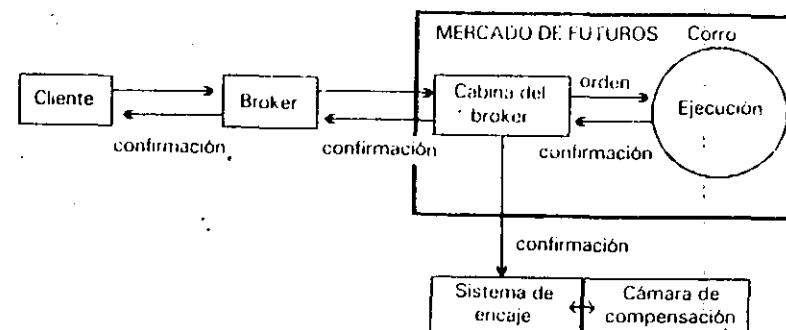 MERCADO DE FUTUROS Corro
Cliente
Broker
Cabina del
broker
orden
Ejecución
confirmación
confirmación
confirmación
confirmación
Sistema de
encaje
Cámara de
compensación